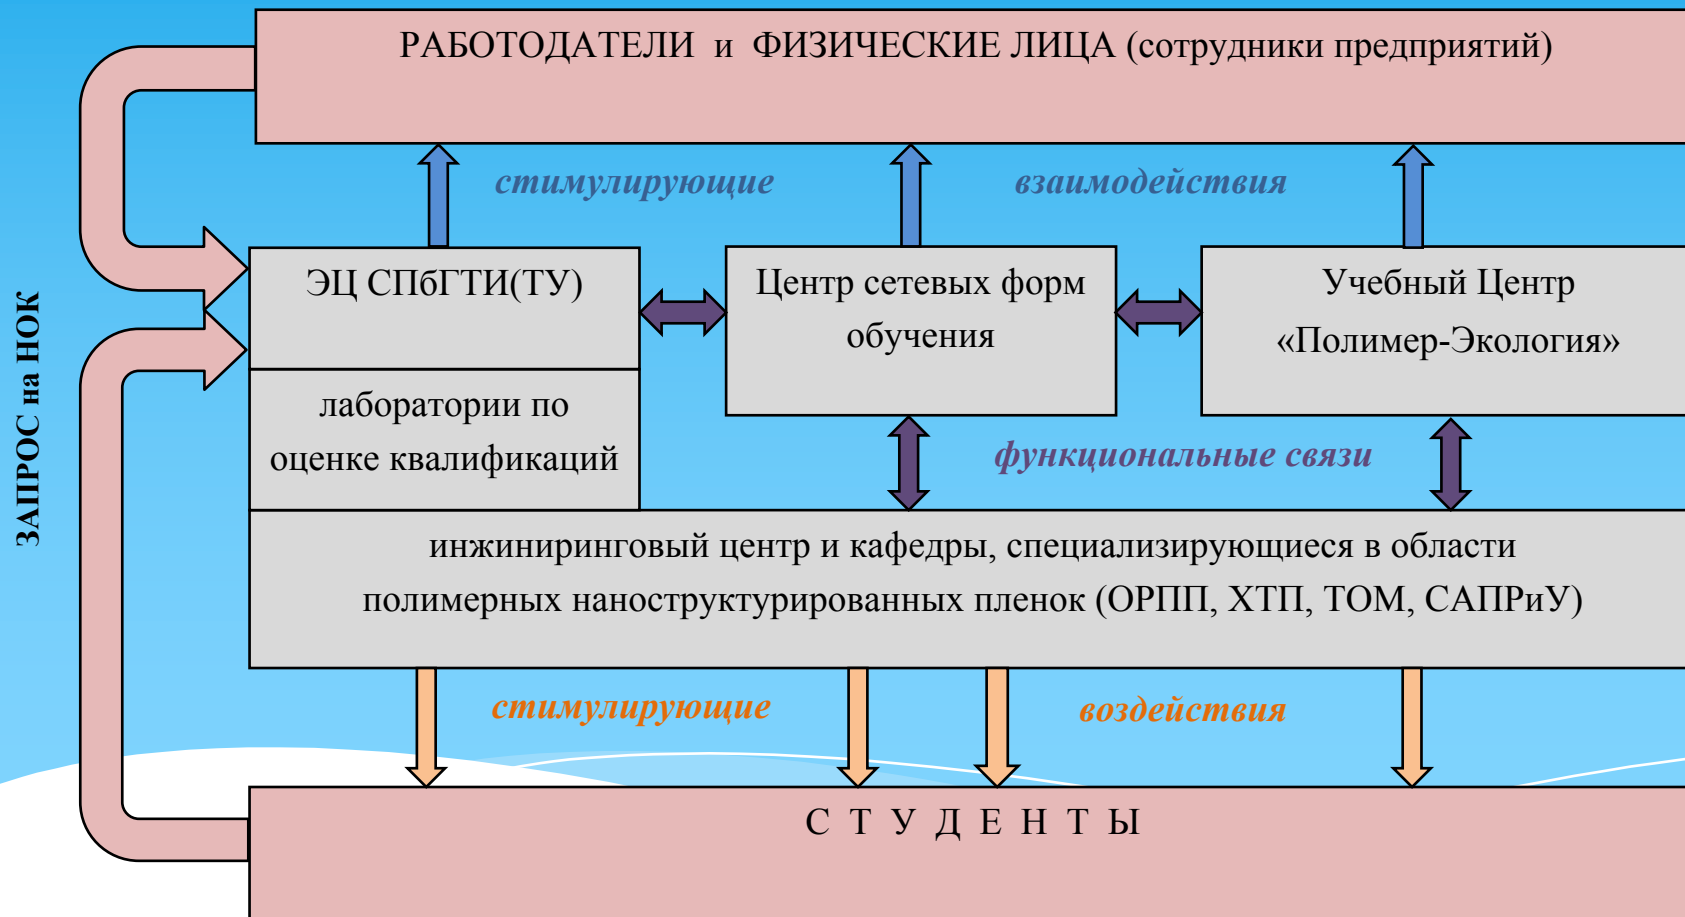 РАБОТОДАТЕЛИ и ФИЗИЧЕСКИЕ ЛИЦА (сотрудники предприятий)
стимулирующие взаимодействия
ЗАПРОС на НОК
ЭЦ СПбГТИ(ТУ)
Центр сетевых форм
обучения
Учебный Центр
«Полимер-Экология»
лаборатории по
оценке квалификаций
функциональные связи
инжиниринговый центр и кафедры, специализирующиеся в области
полимерных наноструктурированных пленок (ОРПП, ХТП, ТОМ, САПРиУ)
стимулирующие воздействия
С Т У Д Е Н Т Ы